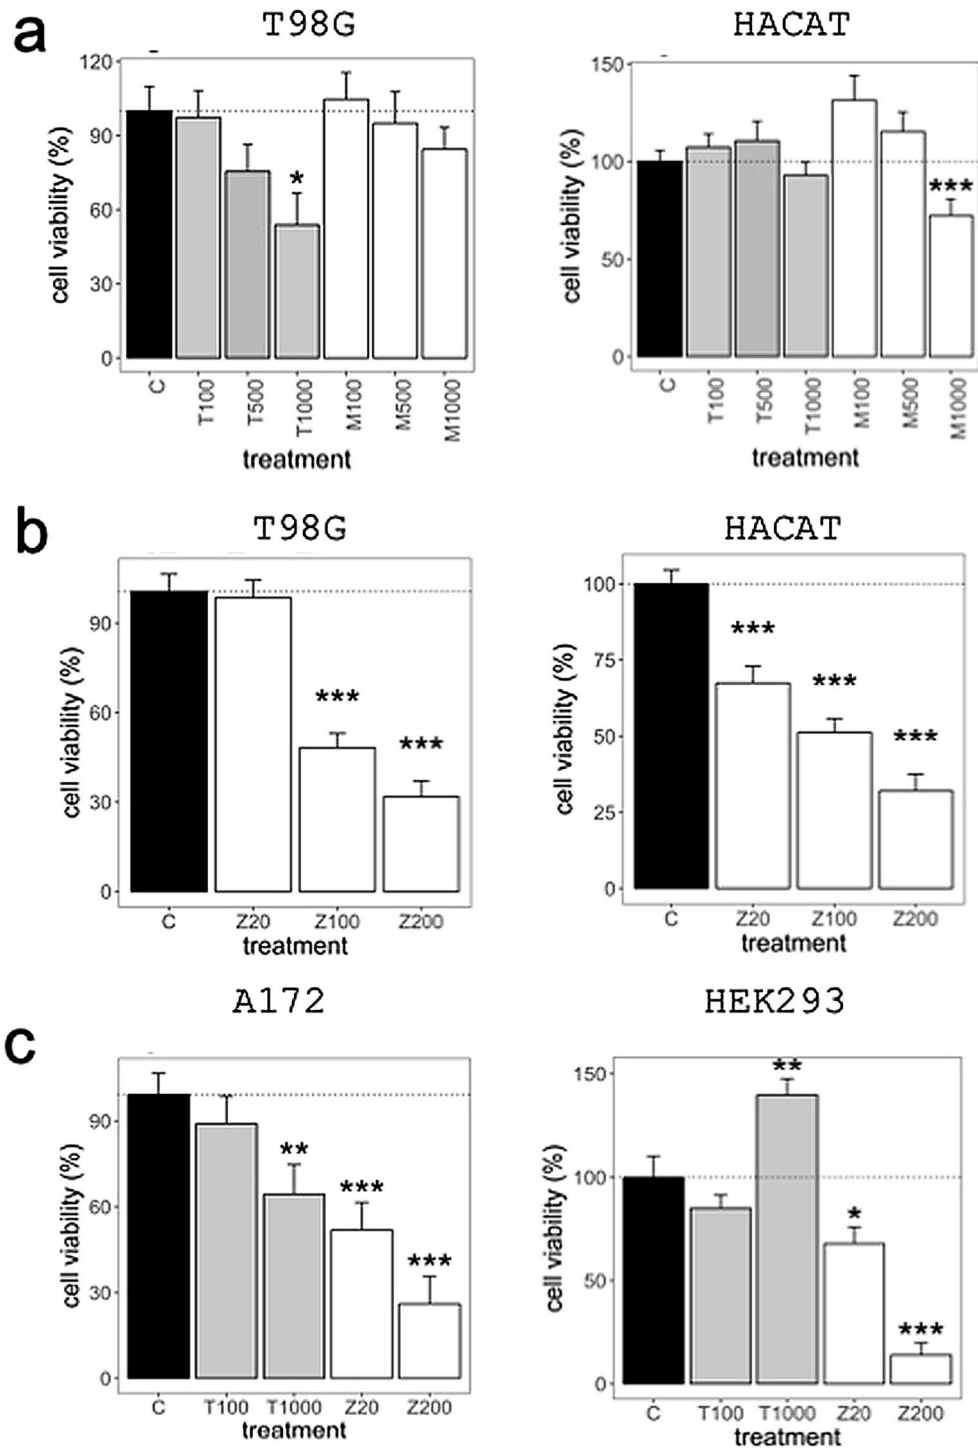 a
T98G
HACAT
120
90
60
30
0
cell viability (%)
*
C
T100
T500
T1000
M100
M500
M1000
treatment
150
100
50
0
cell viability (%)
***
C
T100
T500
T1000
M100
M500
M1000
treatment
b
T98G
HACAT
90
60
30
0
cell viability (%)
***
***
C Z20 Z100 Z200
treatment
100
75
50
25
0
cell viability (%)
***
***
***
C Z20 Z100 Z200
treatment
c
A172
HEK293
90
60
30
0
cell viability (%)
**
***
***
C T100 T1000 Z20 Z200
treatment
150
100
50
0
cell viability (%)
**
*
***
C T100 T1000 Z20 Z200
treatment